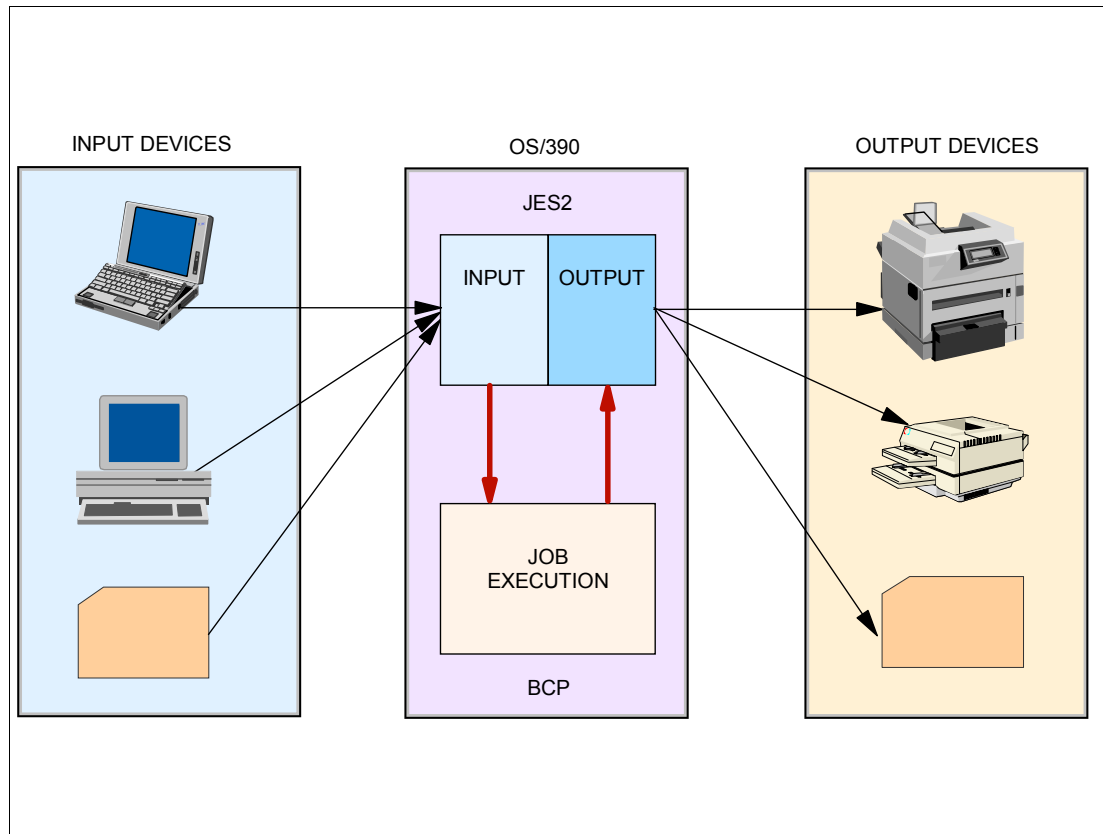 INPUT DEVICES
OS/390
OUTPUT DEVICES
JES2
INPUT
OUTPUT
JOB
EXECUTION
BCP